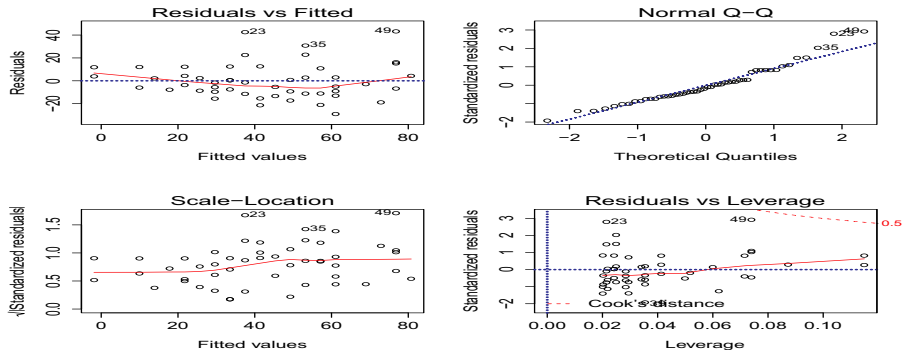 Residuals vs Fitted
Residuals
-20 0 20 40
23
35
49
0 20 40 60 80
Fitted values
Normal Q-Q
Standardized residuals
-2 0 1 2 3
23
35
49
-2 -1 0 1 2
Theoretical Quantiles
Scale-Location
√|Standardized residuals|
0.0 0.5 1.0 1.5
23
35
49
0 20 40 60 80
Fitted values
Residuals vs Leverage
Standardized residuals
-2 0 1 2 3
23
49
0.5
Cook's distance
0.00 0.02 0.04 0.06 0.08 0.10
Leverage